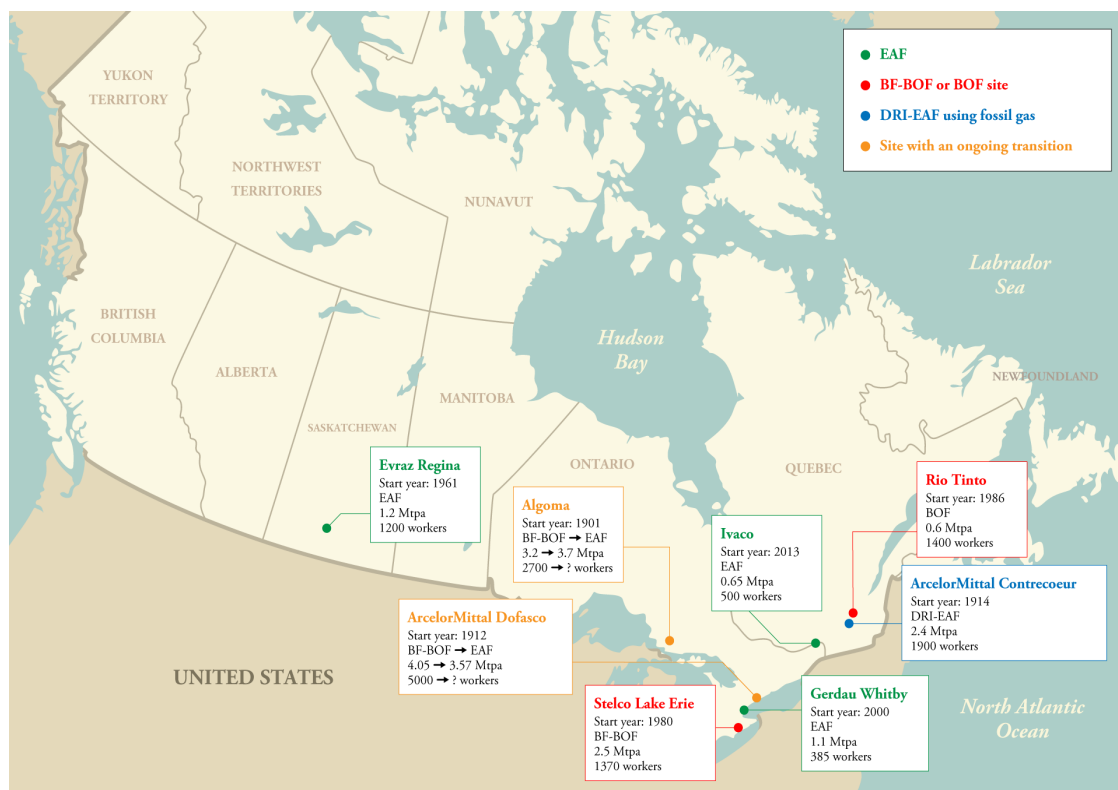 EAF
BF-BOF or BOF site
DRI-EAF using fossil gas
Site with an ongoing transition
YUKON
TERRITORY
NORTHWEST
TERRITORIES
NUNAVUT
Labrador
Sea
BRITISH
COLUMBIA
Hudson
Bay
ALBERTA
NEWFOUNDLAND
MANITOBA
SASKATCHEWAN
ONTARIO
QUEBEC
Evraz Regina
Start year: 1961
EAF
1.2 Mtpa
1200 workers
Algoma
Start year: 1901
BF-BOF → EAF
3.2 → 3.7 Mtpa
2700 → ? workers
Ivaco
Start year: 2013
EAF
0.65 Mtpa
500 workers
Rio Tinto
Start year: 1986
BOF
0.6 Mtpa
1400 workers
ArcelorMittal Contrecoeur
Start year: 1914
DRI-EAF
2.4 Mtpa
1900 workers
ArcelorMittal Dofasco
Start year: 1912
BF-BOF → EAF
4.05 → 3.57 Mtpa
5000 → ? workers
UNITED STATES
Stelco Lake Erie
Start year: 1980
BF-BOF
2.5 Mtpa
1370 workers
Gerdau Whitby
Start year: 2000
EAF
1.1 Mtpa
385 workers
North Atlantic
Ocean